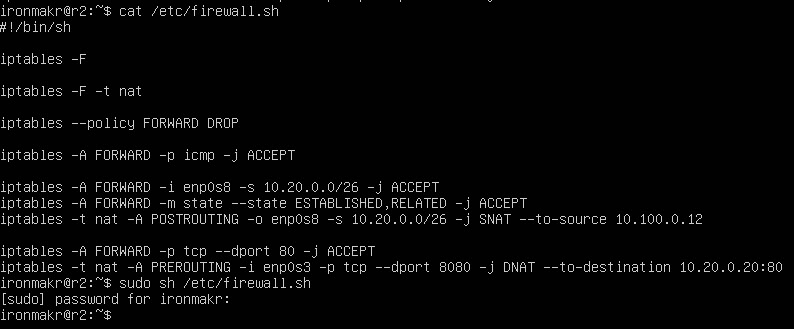 ironmakr@r2:~$ cat /etc/firewall.sh
#!/bin/sh
iptables -F
iptables -F -t nat
iptables --policy FORWARD DROP
iptables -A FORWARD -p icmp -j ACCEPT
iptables -A FORWARD -i enp0s8 -s 10.20.0.0/26 -j ACCEPT
iptables -A FORWARD -m state --state ESTABLISHED,RELATED -j ACCEPT
iptables -t nat -A POSTROUTING -o enp0s8 -s 10.20.0.0/26 -j SNAT --to-source 10.100.0.12
iptables -A FORWARD -p tcp --dport 80 -j ACCEPT
iptables -t nat -A PREROUTING -i enp0s3 -p tcp --dport 8080 -j DNAT --to-destination 10.20.0.20:80
ironmakr@r2:~$ sudo sh /etc/firewall.sh
[sudo] password for ironmakr:
ironmakr@r2:~$